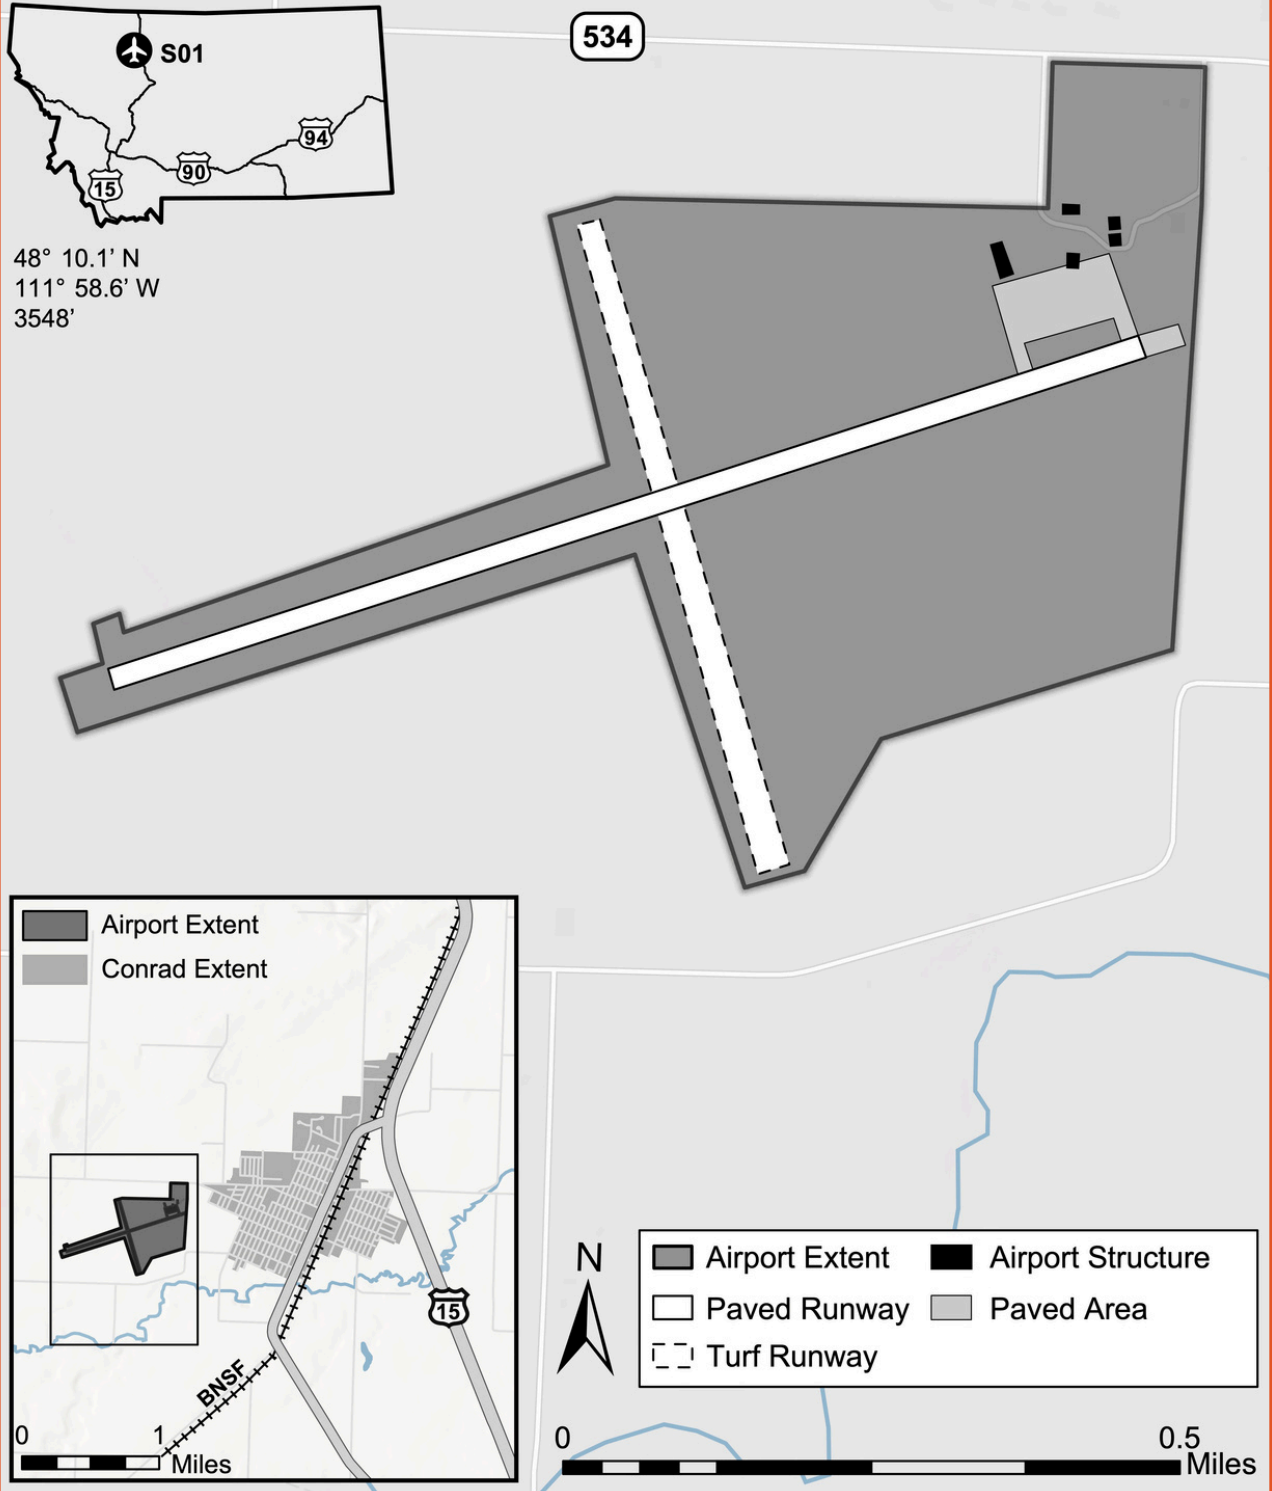 534
S01
94
90
15
48° 10.1’ N
111° 58.6’ W
3548’
Airport Extent
Conrad Extent
15
BNSF
0 1
Miles
N
Airport Extent
Airport Structure
Paved Runway
Paved Area
Turf Runway
0 0.5
Miles